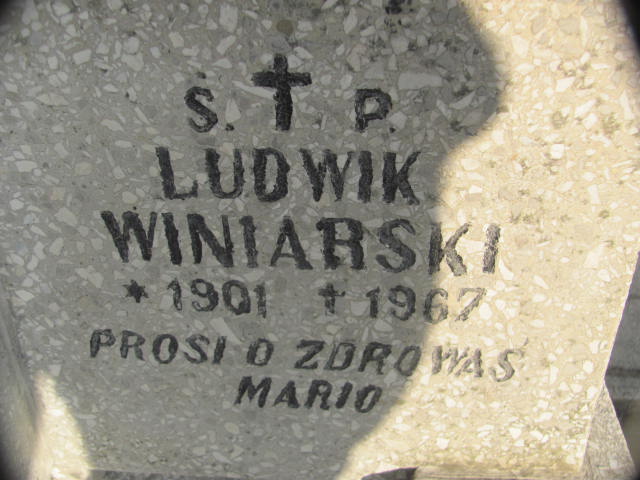 Ś. ✝ P.
LUDWIK
WINIARSKI
* 1901 ✝ 1967
PROSI O ZDROWAŚ
MARIO